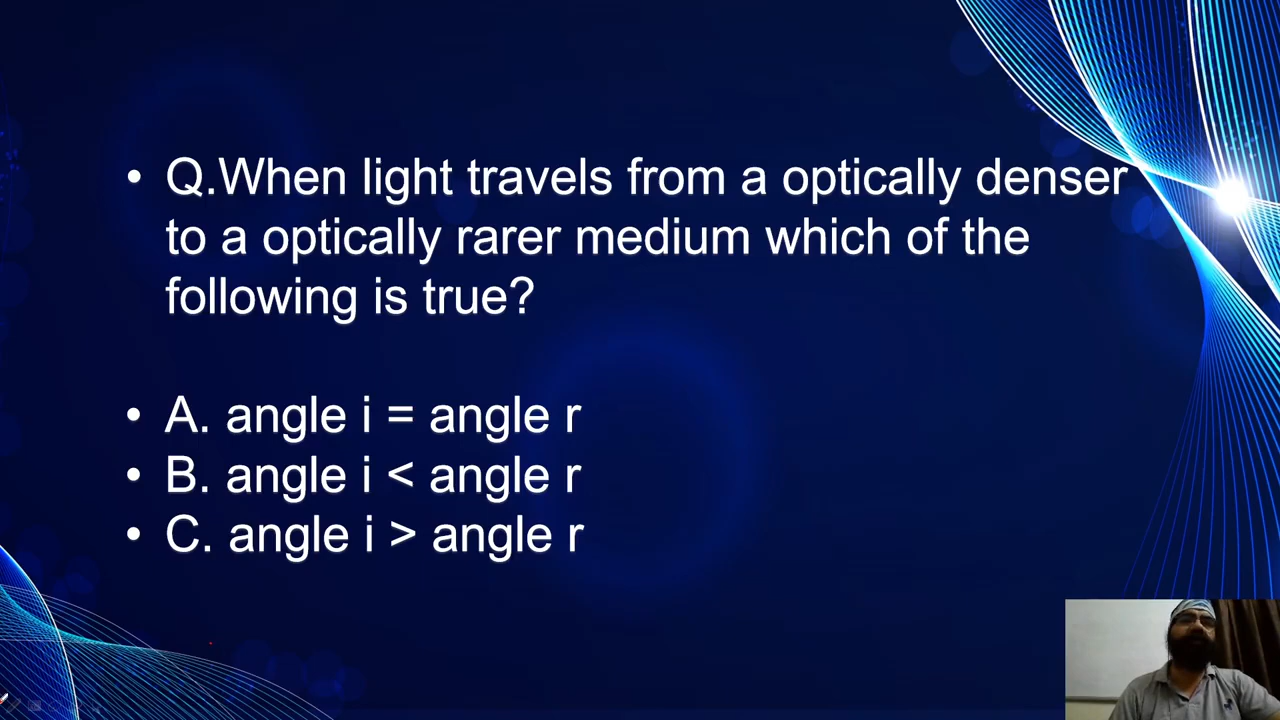 • Q.When light travels from a optically denser
to a optically rarer medium which of the
following is true?
• A. angle i = angle r
• B. angle i < angle r
• C. angle i > angle r